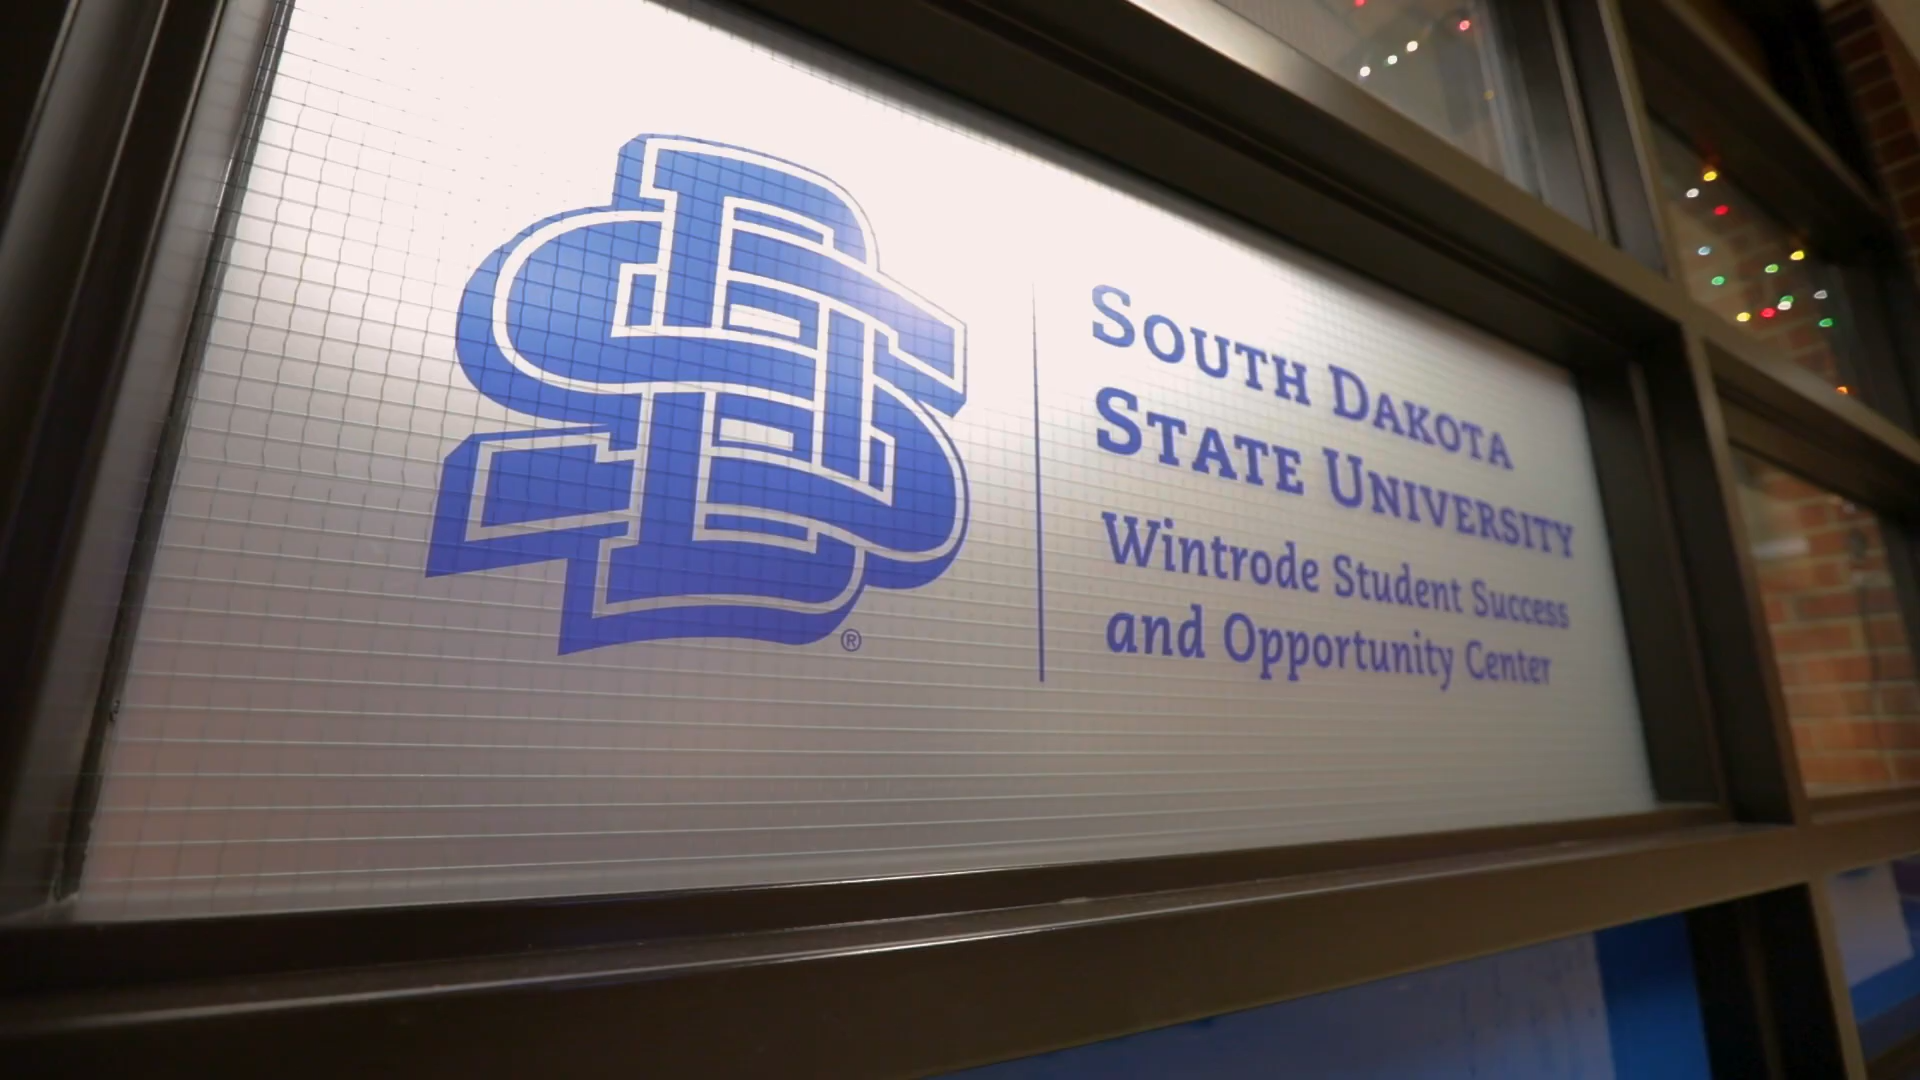 SD
®
SOUTH DAKOTA
STATE UNIVERSITY
Wintrode Student Success
and Opportunity Center